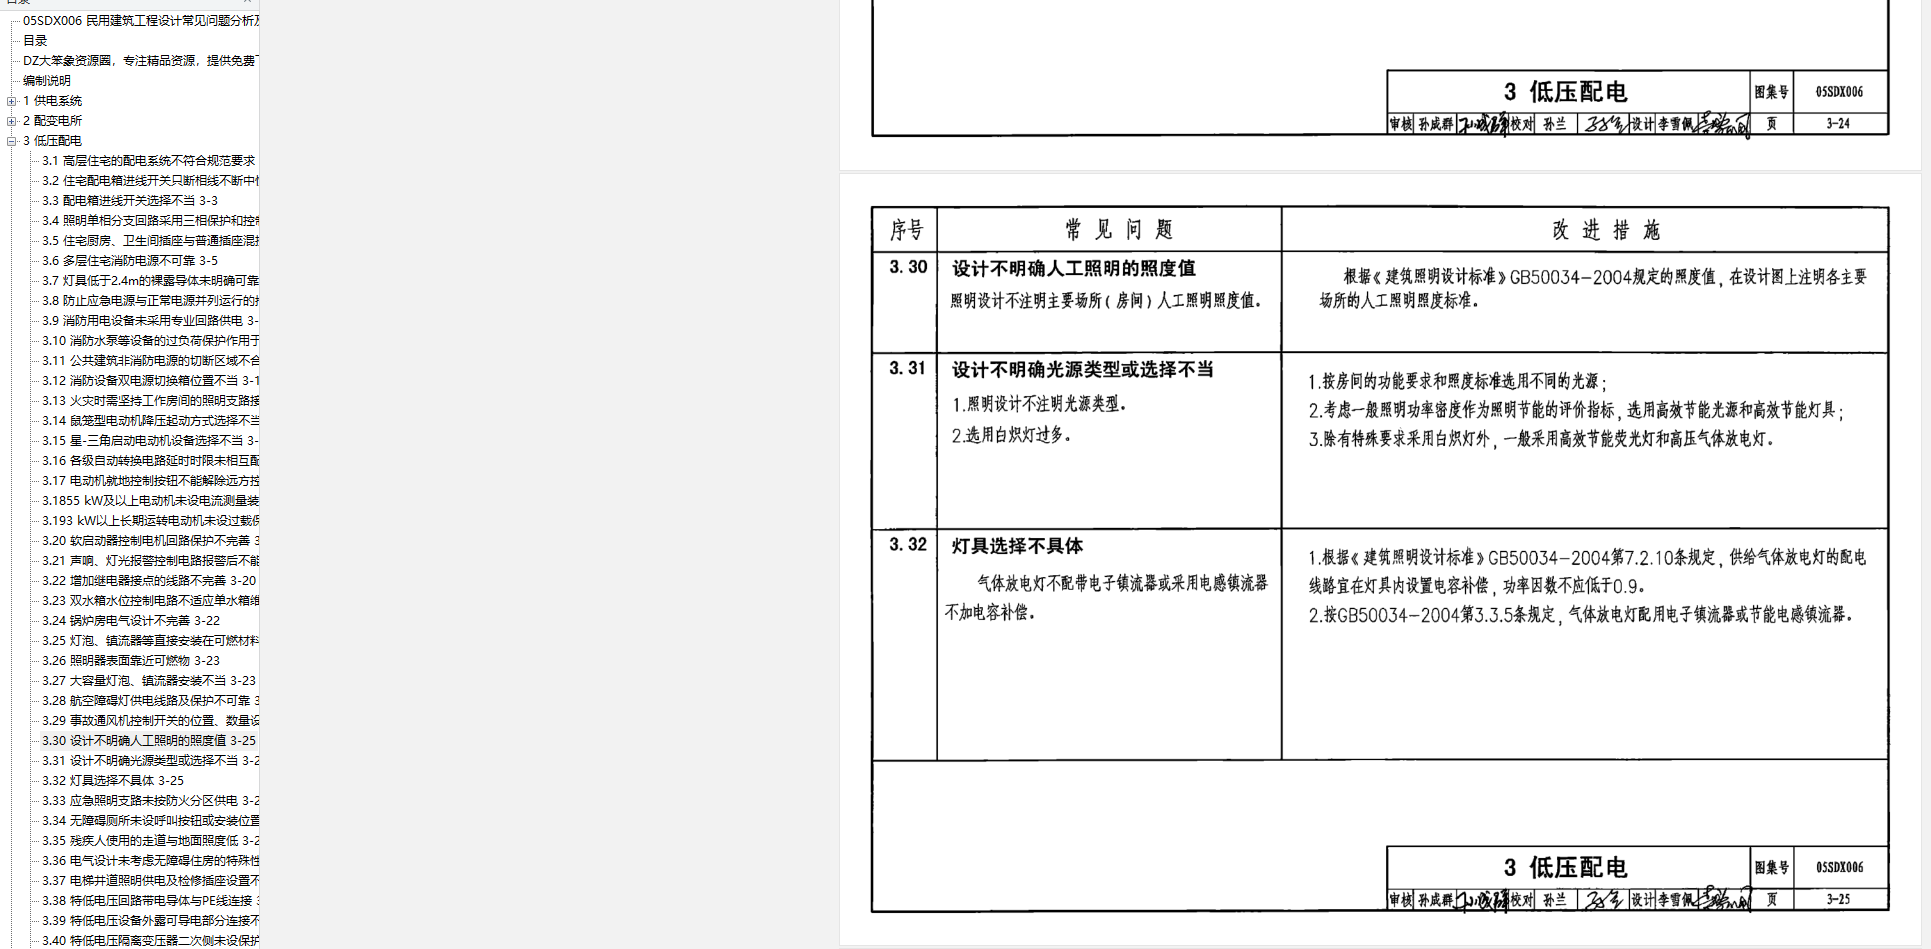 05SDX006 民用建筑工程设计常见问题分析及
目录
DZ大笨象资源圈，专注精品资源，提供免费下
编制说明
1 供电系统
2 配变电所
3 低压配电
3.1 高层住宅的配电系统不符合规范要求
3.2 住宅配电箱进线开关只断相线不断中性
3.3 配电箱进线开关选择不当 3-3
3.4 照明单相分支回路采用三相保护和控制
3.5 住宅厨房、卫生间插座与普通插座混接
3.6 多层住宅消防电源不可靠 3-5
3.7 灯具低于2.4m的裸露导体未明确可靠
3.8 防止应急电源与正常电源并列运行的措
3.9 消防用电设备未采用专业回路供电 3-
3.10 消防水泵等设备的过负荷保护作用于
3.11 公共建筑非消防电源的切断区域不合
3.12 消防设备双电源切换箱位置不当 3-1
3.13 火灾时需坚持工作房间的照明支路接
3.14 鼠笼型电动机降压起动方式选择不当
3.15 星-三角启动电动机设备选择不当 3-
3.16 各级自动转换电路延时时限未相互配
3.17 电动机就地控制按钮不能解除远方控
3.1855 kW及以上电动机未设电流测量装
3.193 kW以上长期运转电动机未设过载保
3.20 软启动器控制电机回路保护不完善 3
3.21 声响、灯光报警控制电路报警后不能
3.22 增加继电器接点的线路不完善 3-20
3.23 双水箱水位控制电路不适应单水箱维
3.24 锅炉房电气设计不完善 3-22
3.25 灯泡、镇流器等直接安装在可燃材料
3.26 照明器表面靠近可燃物 3-23
3.27 大容量灯泡、镇流器安装不当 3-23
3.28 航空障碍灯供电线路及保护不可靠 3
3.29 事故通风机控制开关的位置、数量设
3.30 设计不明确人工照明的照度值 3-25
3.31 设计不明确光源类型或选择不当 3-2
3.32 灯具选择不具体 3-25
3.33 应急照明支路未按防火分区供电 3-2
3.34 无障碍厕所未设呼叫按钮或安装位置
3.35 残疾人使用的走道与地面照度低 3-2
3.36 电气设计未考虑无障碍住房的特殊性
3.37 电梯井道照明供电及检修插座设置不
3.38 特低电压回路带电导体与PE线连接 3
3.39 特低电压设备外露可导电部分连接不
3.40 特低电压隔离变压器二次侧未设保护
3 低压配电 图集号 05SDX006
审核 孙成群 校对 孙兰 设计 李雪佩 页 3-24
序号 常见问题 改进措施
3.30 设计不明确人工照明的照度值
照明设计不注明主要场所(房间)人工照明照度值。
根据《建筑照明设计标准》GB50034-2004规定的照度值，在设计图上注明各主要
场所的人工照明照度标准。
3.31 设计不明确光源类型或选择不当
1.照明设计不注明光源类型。
2.选用白炽灯过多。
1.按房间的功能要求和照度标准选用不同的光源；
2.考虑一般照明功率密度作为照明节能的评价指标，选用高效节能光源和高效节能灯具；
3.除有特殊要求采用白炽灯外，一般采用高效节能荧光灯和高压气体放电灯。
3.32 灯具选择不具体
气体放电灯不配带电子镇流器或采用电感镇流器
不加电容补偿。
1.根据《建筑照明设计标准》GB50034-2004第7.2.10条规定，供给气体放电灯的配电
线路宜在灯具内设置电容补偿，功率因数不应低于0.9。
2.按GB50034-2004第3.3.5条规定，气体放电灯配用电子镇流器或节能电感镇流器。
3 低压配电 图集号 05SDX006
审核 孙成群 校对 孙兰 设计 李雪佩 页 3-25